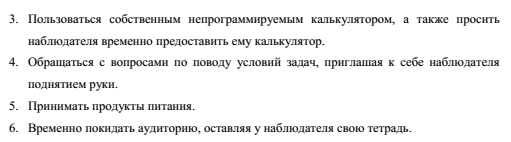 3. Пользоваться собственным непрограммируемым калькулятором, а также просить
наблюдателя временно предоставить ему калькулятор.
4. Обращаться с вопросами по поводу условий задач, приглашая к себе наблюдателя
поднятием руки.
5. Принимать продукты питания.
6. Временно покидать аудиторию, оставляя у наблюдателя свою тетрадь.